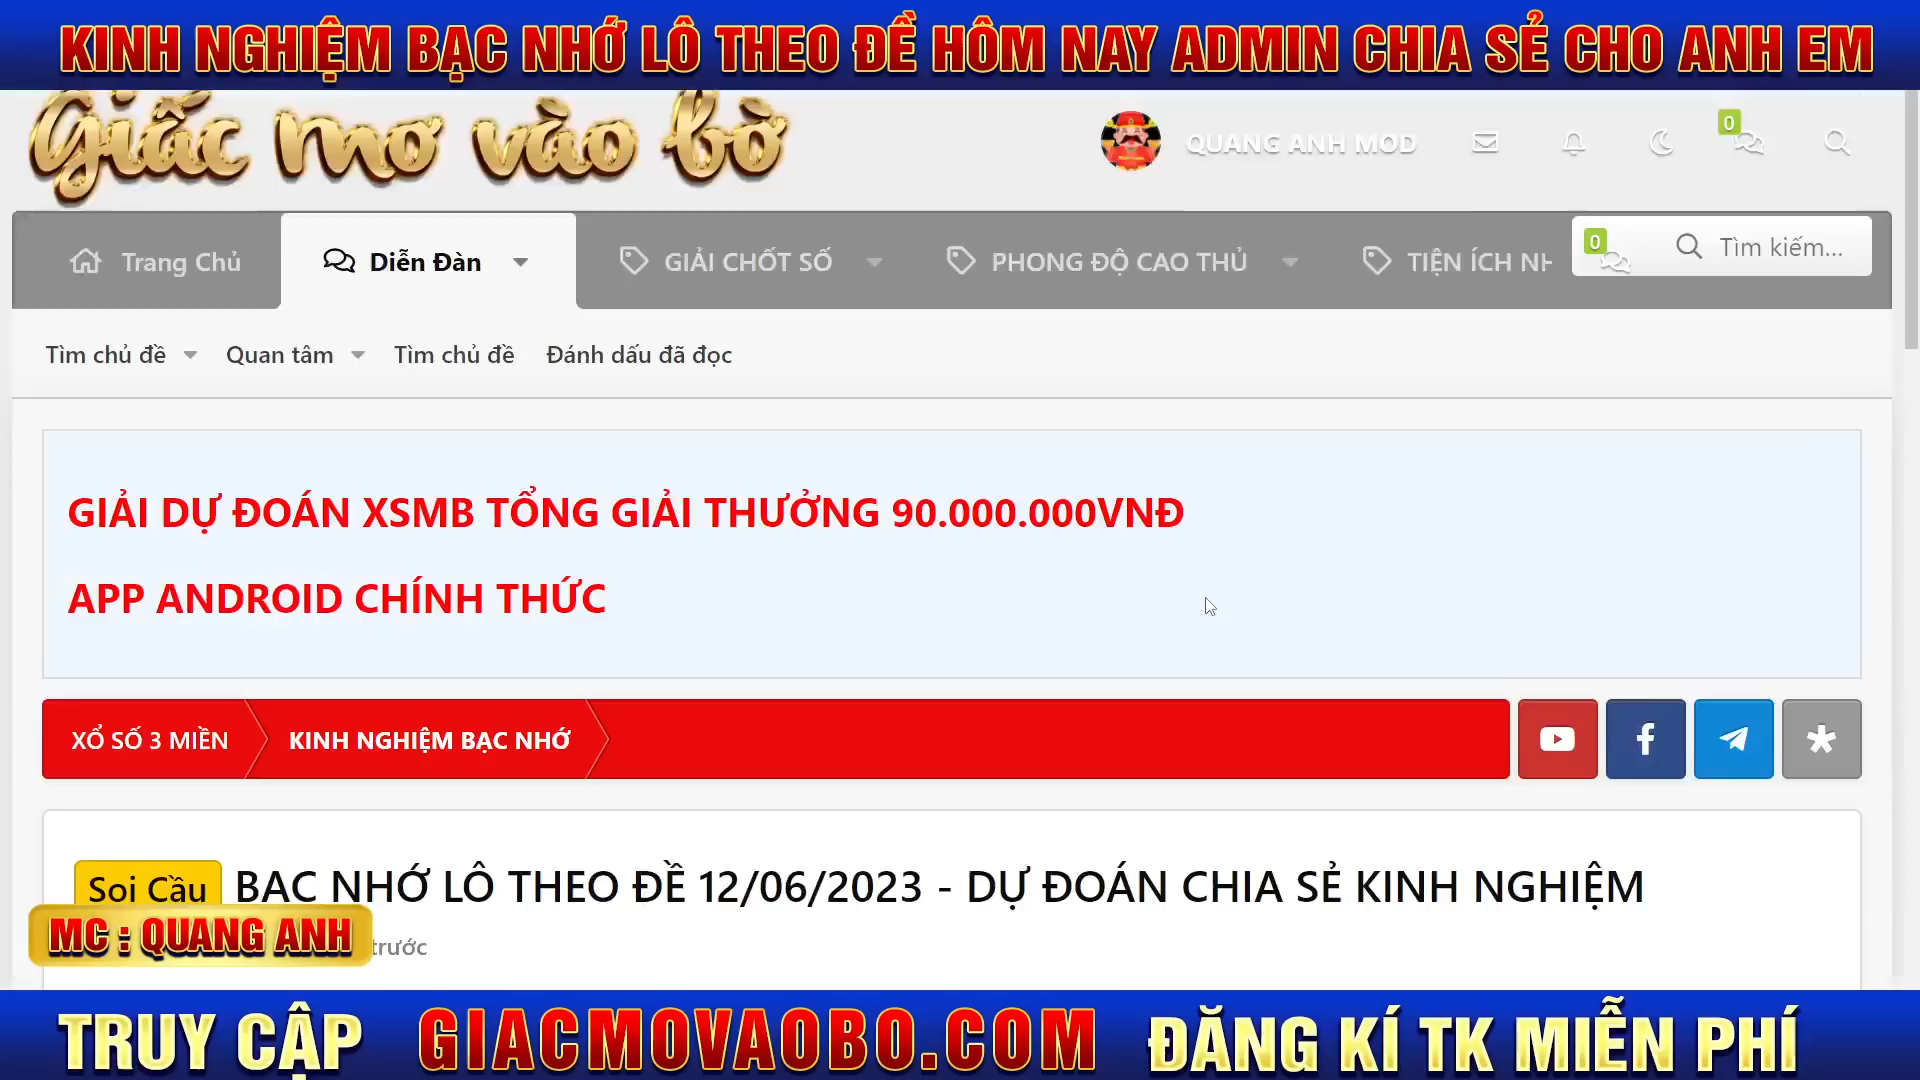 KINH NGHIỆM BẠC NHỚ LÔ THEO ĐỀ HÔM NAY ADMIN CHIA SẺ CHO ANH EM
Giấc mơ vào bờ
QUANG ANH MOD
0
Trang Chủ
Diễn Đàn
GIẢI CHỐT SỐ
PHONG ĐỘ CAO THỦ
TIỆN ÍCH NH
0
Tìm kiếm...
Tìm chủ đề
Quan tâm
Tìm chủ đề
Đánh dấu đã đọc
GIẢI DỰ ĐOÁN XSMB TỔNG GIẢI THƯỞNG 90.000.000VNĐ
APP ANDROID CHÍNH THỨC
XỔ SỐ 3 MIỀN
KINH NGHIỆM BẠC NHỚ
Soi Cầu BẠC NHỚ LÔ THEO ĐỀ 12/06/2023 - DỰ ĐOÁN CHIA SẺ KINH NGHIỆM
MC : QUANG ANH
trước
TRUY CẬP GIACMOVAOBO.COM ĐĂNG KÍ TK MIỄN PHÍ